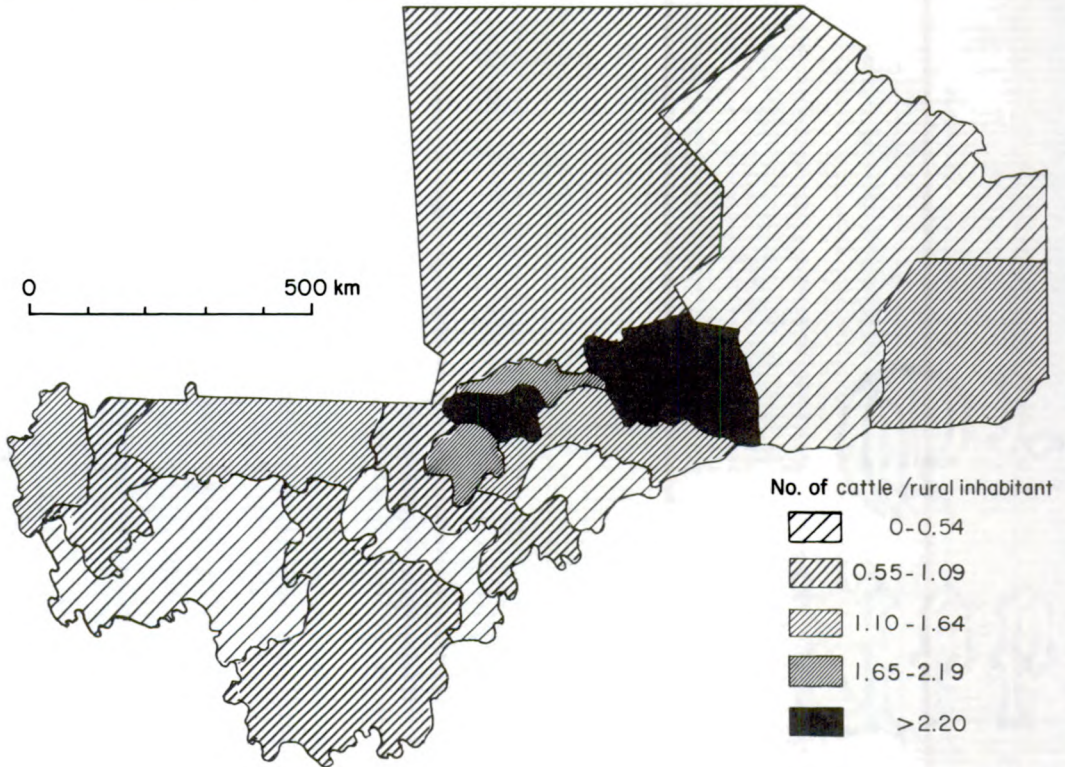 0 500 km
No. of cattle /rural inhabitant
0-0.54
0.55-1.09
1.10-1.64
1.65-2.19
>2.20